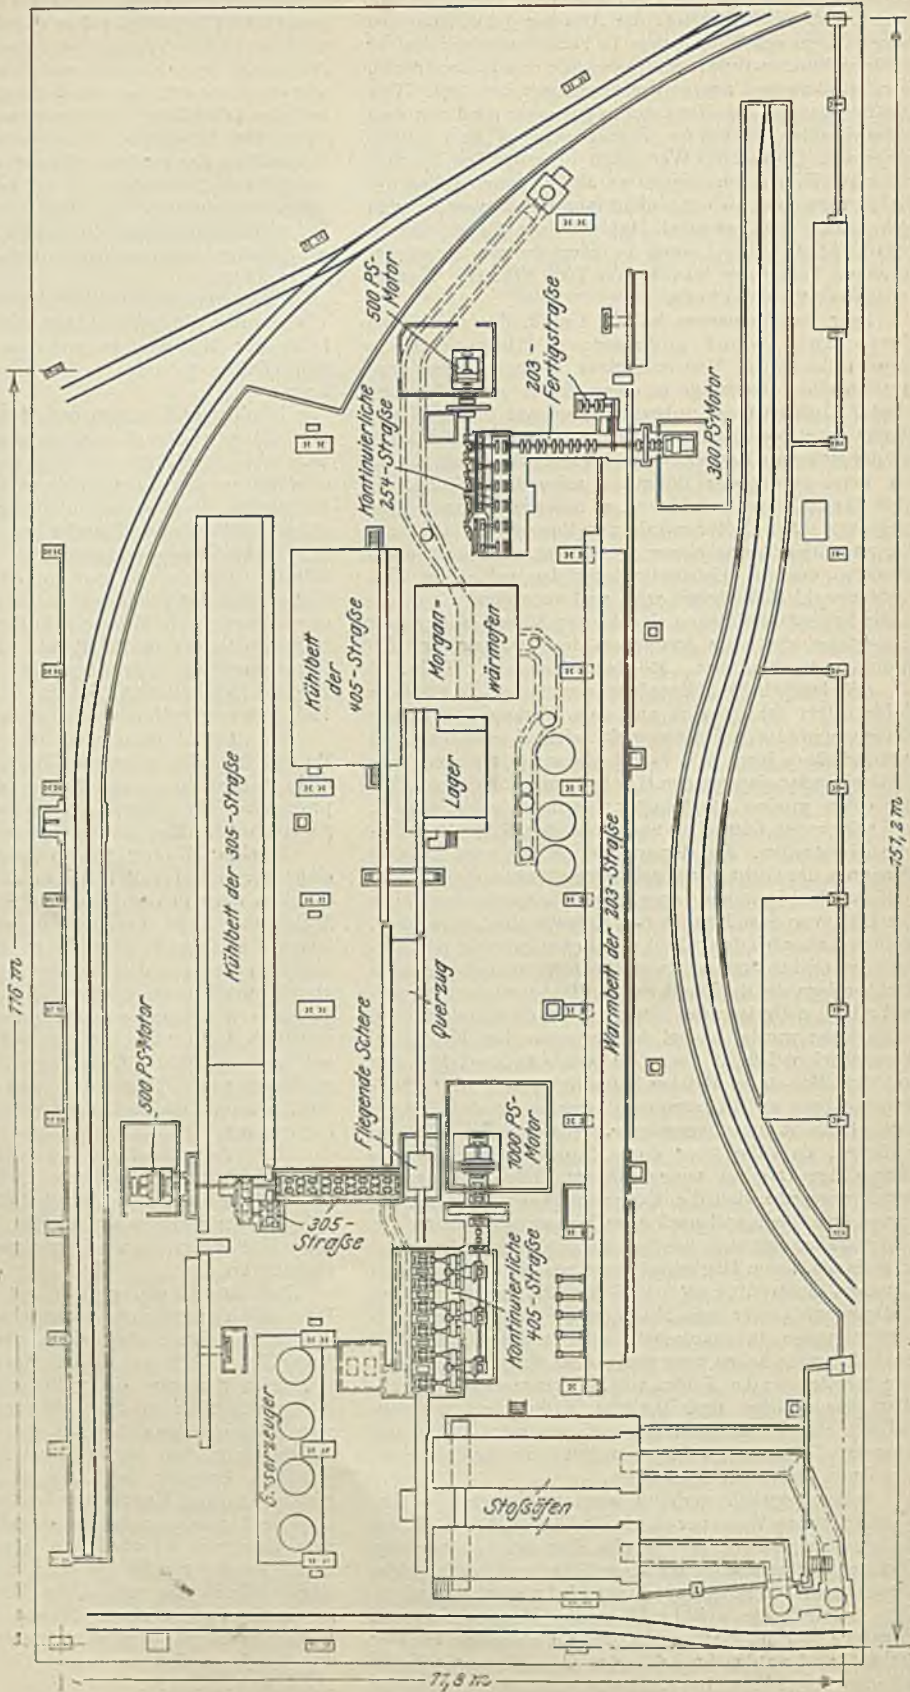 500 PS-
Motor
203-
Fertigstraße
Kontinuierliche
254-Straße
300 PS-Motor
Kühlbett
der
405-Straße
Morgan=
wärmofen
Kühlbett der 305-Straße
Lager
Warmbett der 203-Straße
157,2 m
116 m
Querzug
Fliegende Schere
500 PS-Motor
1000 PS-
Motor
305-
Straße
Kontinuierliche
405-Straße
Gaserzeuger
Stoßöfen
77,8 m